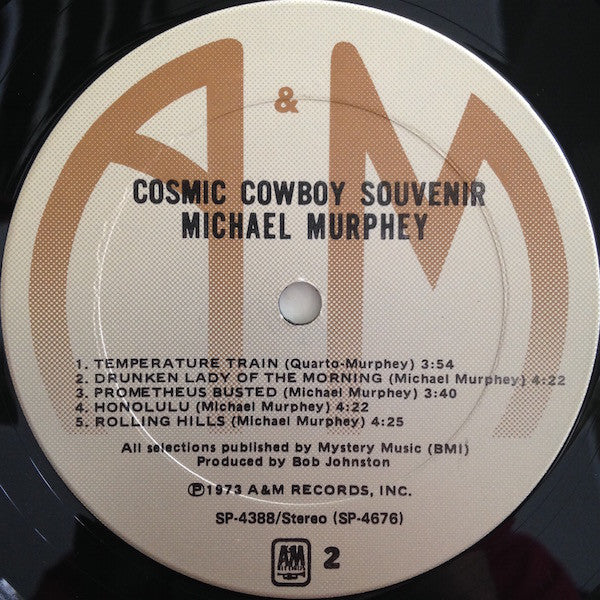 A & M
COSMIC COWBOY SOUVENIR
MICHAEL MURPHEY
1. TEMPERATURE TRAIN (Quarto-Murphey) 3:54
2. DRUNKEN LADY OF THE MORNING (Michael Murphey) 4:22
3. PROMETHEUS BUSTED (Michael Murphey) 3:40
4. HONOLULU (Michael Murphey) 4:22
5. ROLLING HILLS (Michael Murphey) 4:25
All selections published by Mystery Music (BMI)
Produced by Bob Johnston
Ⓟ1973 A&M RECORDS, INC.
SP-4388/Stereo (SP-4676)
A&M
RECORDS
2